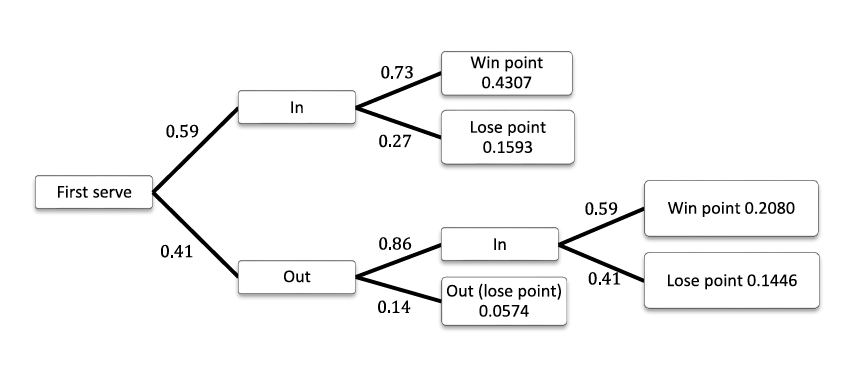 First serve
0.59
0.41
In
0.73
0.27
Win point
0.4307
Lose point
0.1593
Out
0.86
0.14
In
Out (lose point)
0.0574
0.59
0.41
Win point 0.2080
Lose point 0.1446